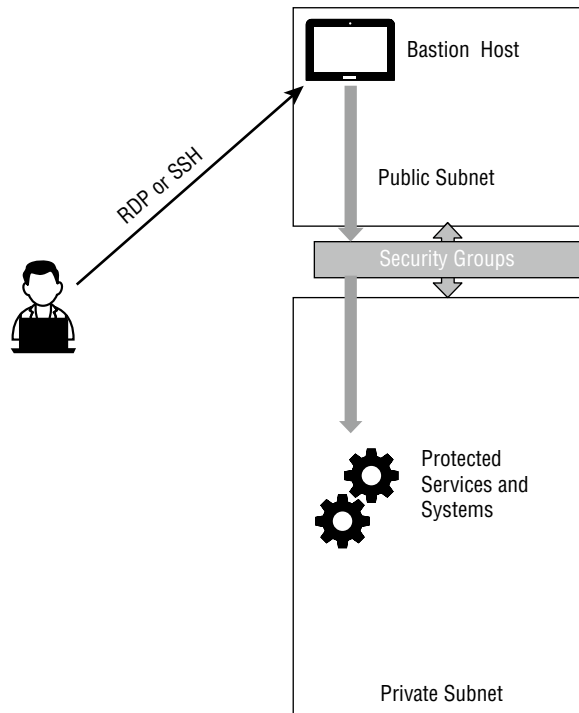 Bastion Host
RDP or SSH
Public Subnet
Security Groups
Protected
Services and
Systems
Private Subnet